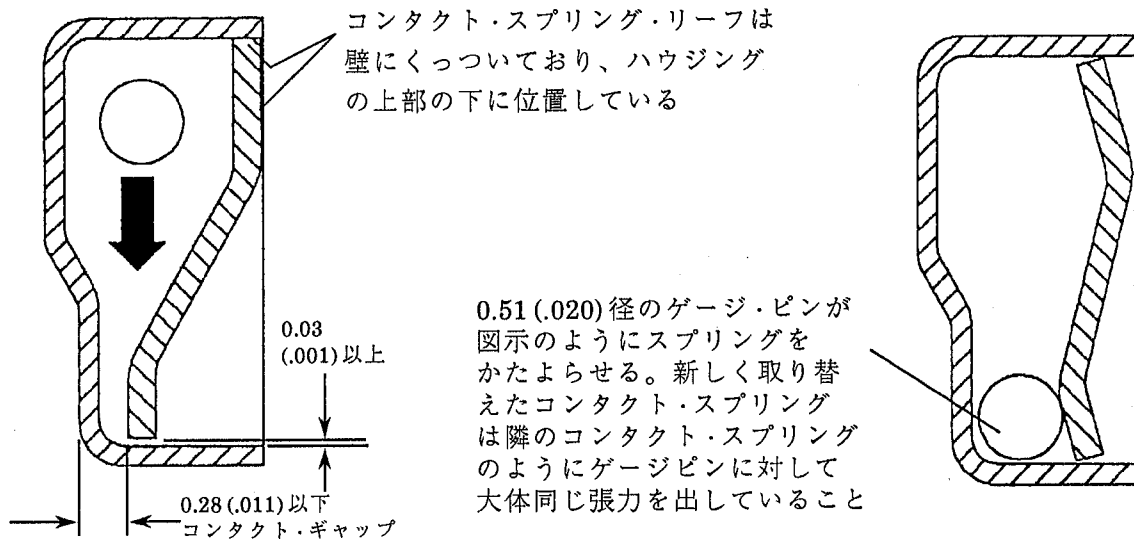 コンタクト・スプリング・リーフは
壁にくっついており、ハウジング
の上部の下に位置している
0.03
(.001)以上
0.28(.011)以下
コンタクト・ギャップ
0.51(.020)径のゲージ・ピンが
図示のようにスプリングを
かたよらせる。新しく取り替
えたコンタクト・スプリング
は隣のコンタクト・スプリング
のようにゲージピンに対して
大体同じ張力を出していること